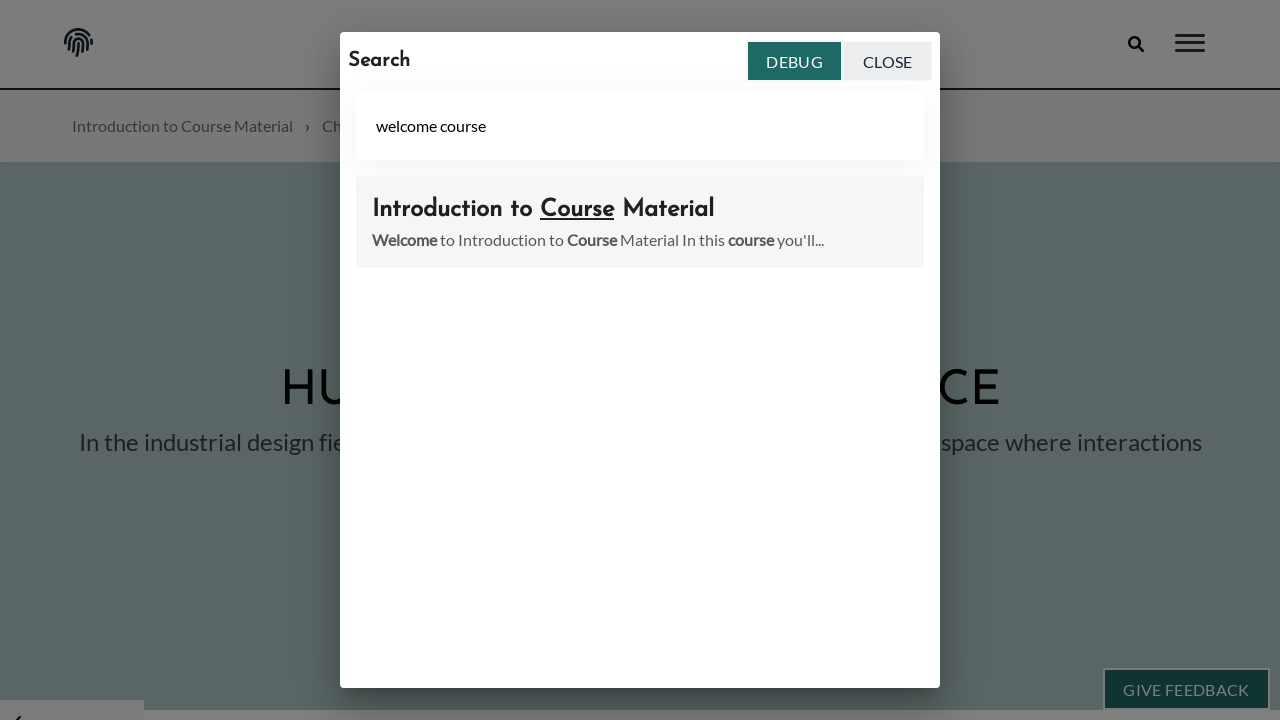 Search
DEBUG
CLOSE
Introduction to Course Material › Ch
welcome course
Introduction to Course Material
Welcome to Introduction to Course Material In this course you'll...
HU CE
In the industrial design fie space where interactions
GIVE FEEDBACK